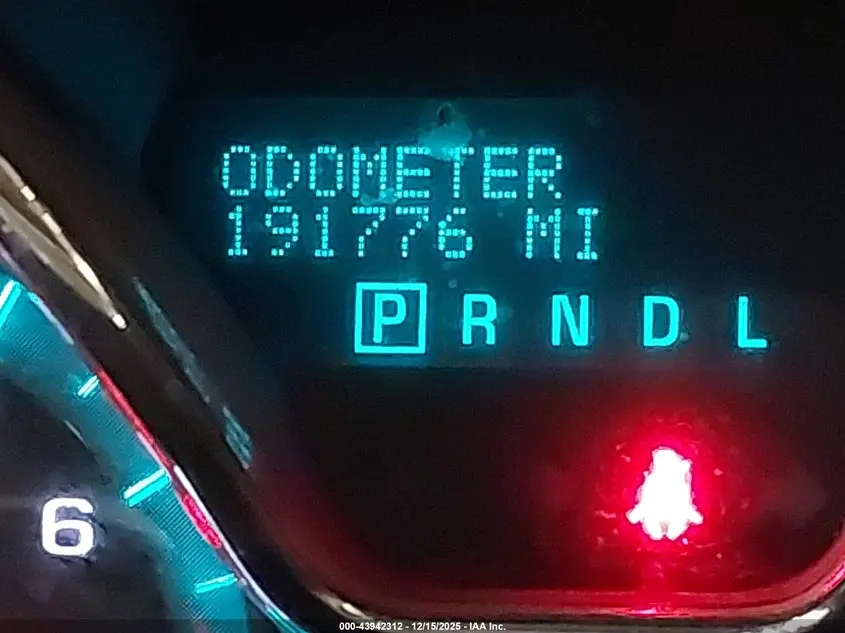 ODOMETER
191776 MI
P R N D L
6
000-43942312 - 12/15/2025 - IAA Inc.